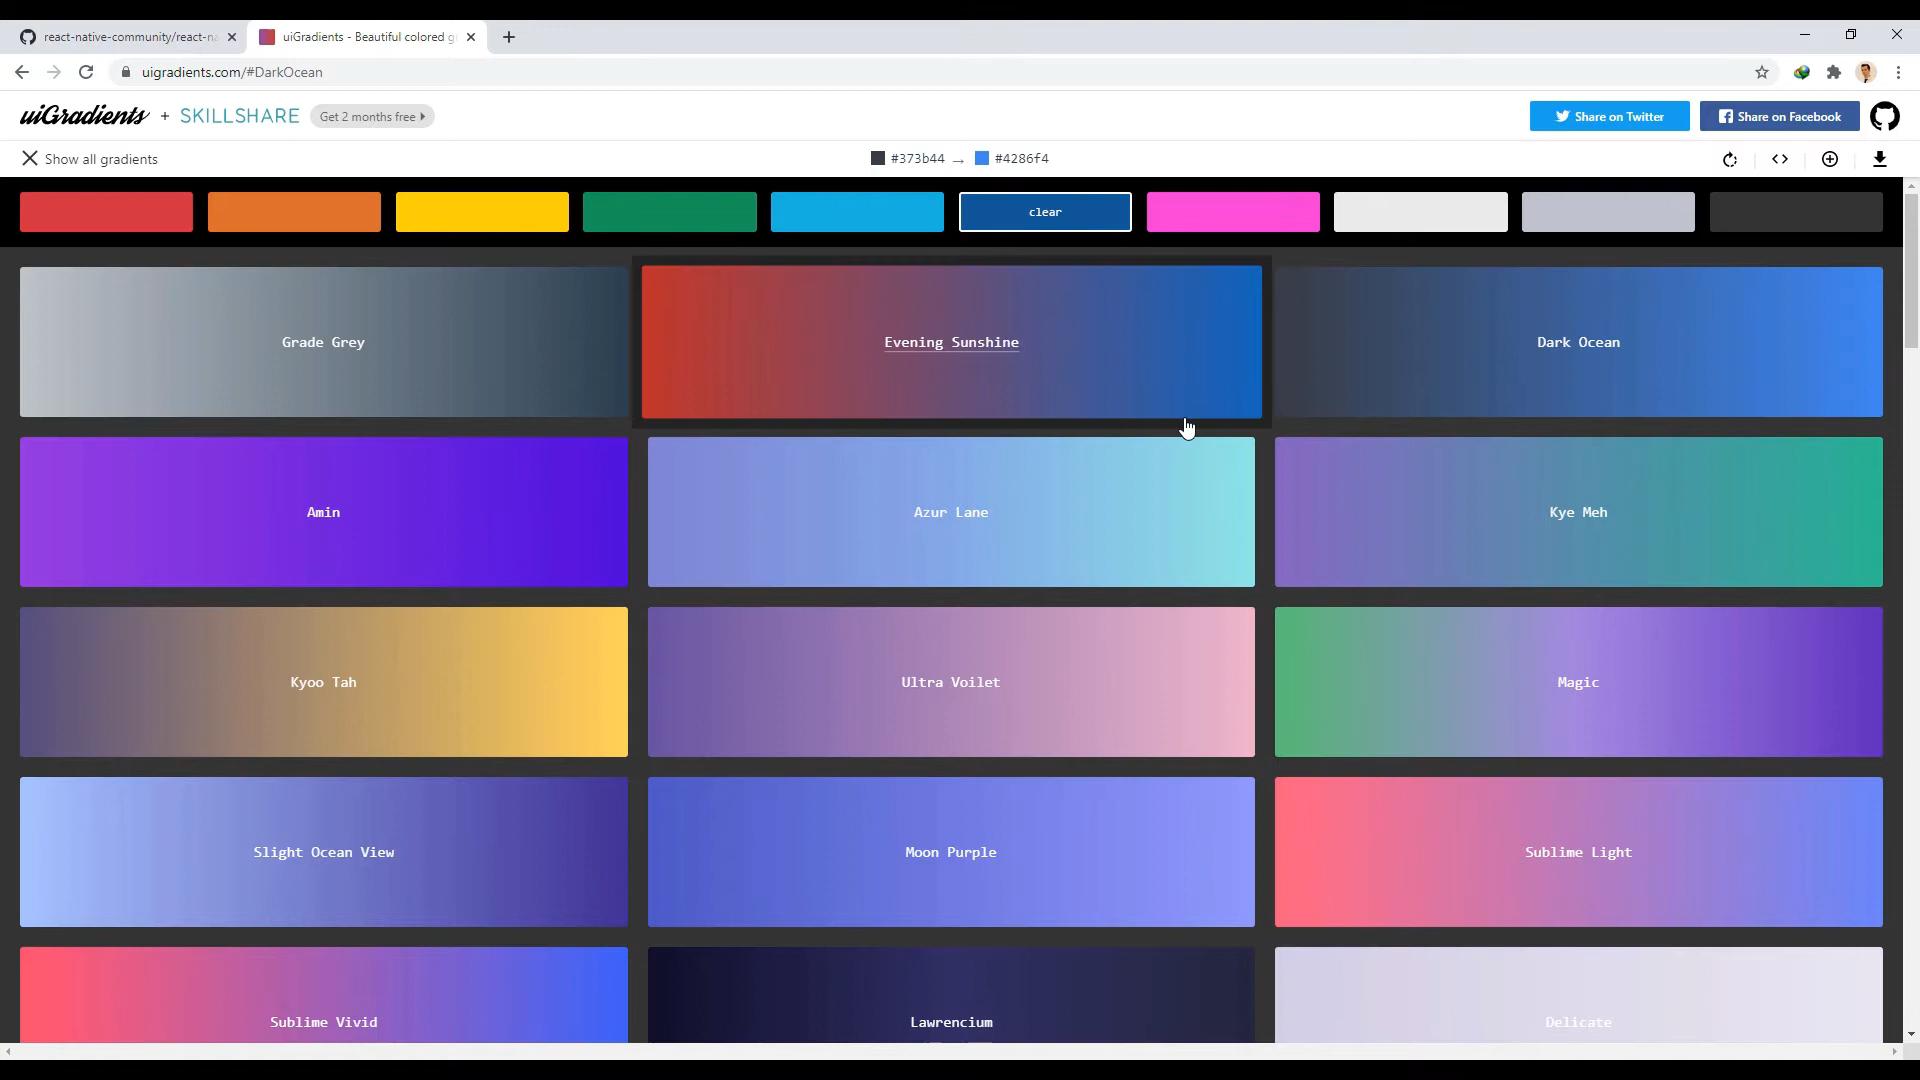 react-native-community/react-na
uiGradients - Beautiful colored g
uigradients.com/#DarkOcean
uiGradients + SKILLSHARE Get 2 months free
Share on Twitter
Share on Facebook
Show all gradients
#373b44 → #4286f4
clear
Grade Grey
Evening Sunshine
Dark Ocean
Amin
Azur Lane
Kye Meh
Kyoo Tah
Ultra Voilet
Magic
Slight Ocean View
Moon Purple
Sublime Light
Sublime Vivid
Lawrencium
Delicate